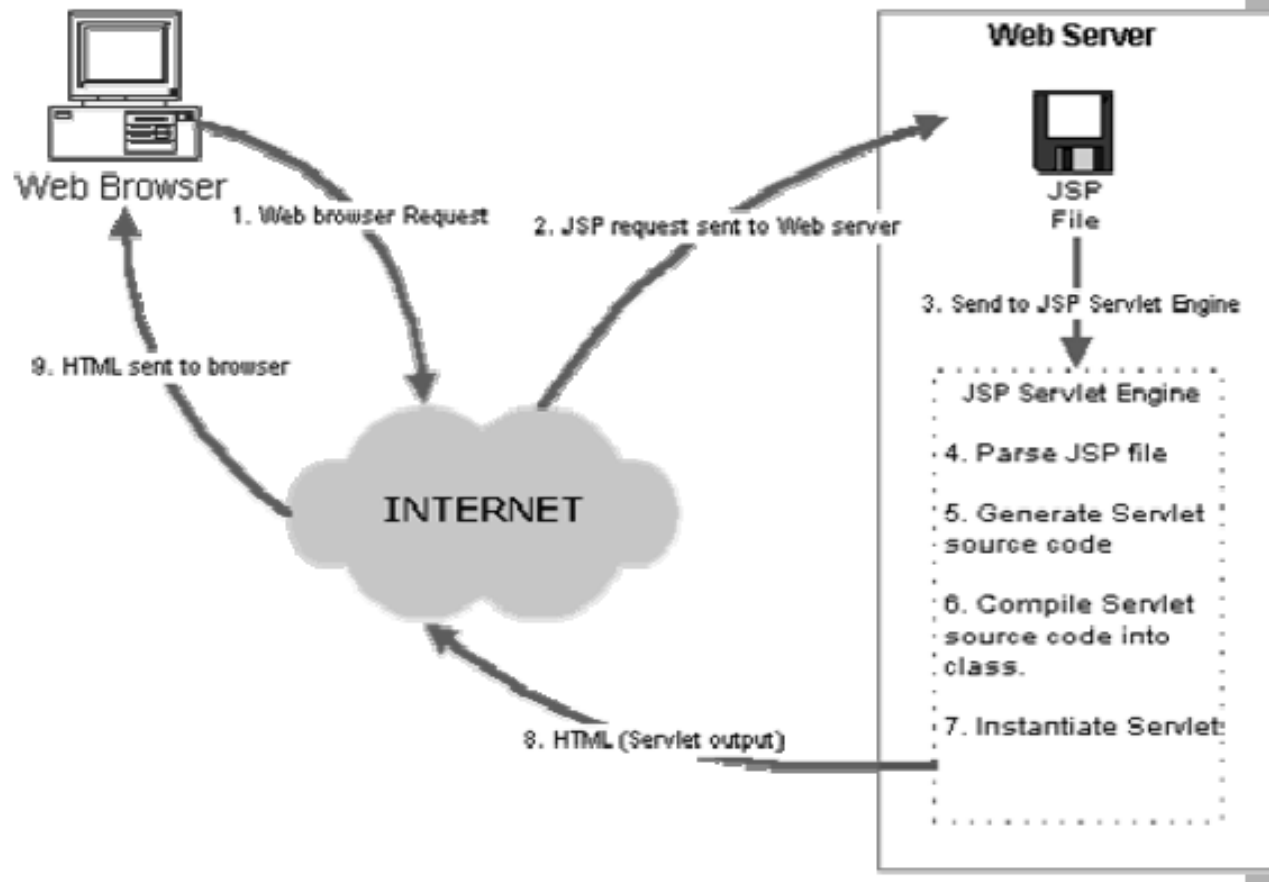 Web Server
Web Browser
JSP
File
1. Web browser Request
2. JSP request sent to Web server
3. Send to JSP Servlet Engine
9. HTML sent to browser
JSP Servlet Engine
4. Parse JSP file
INTERNET
5. Generate Servlet
source code
6. Compile Servlet
source code into
class.
7. Instantiate Servlet
8. HTML (Servlet output)